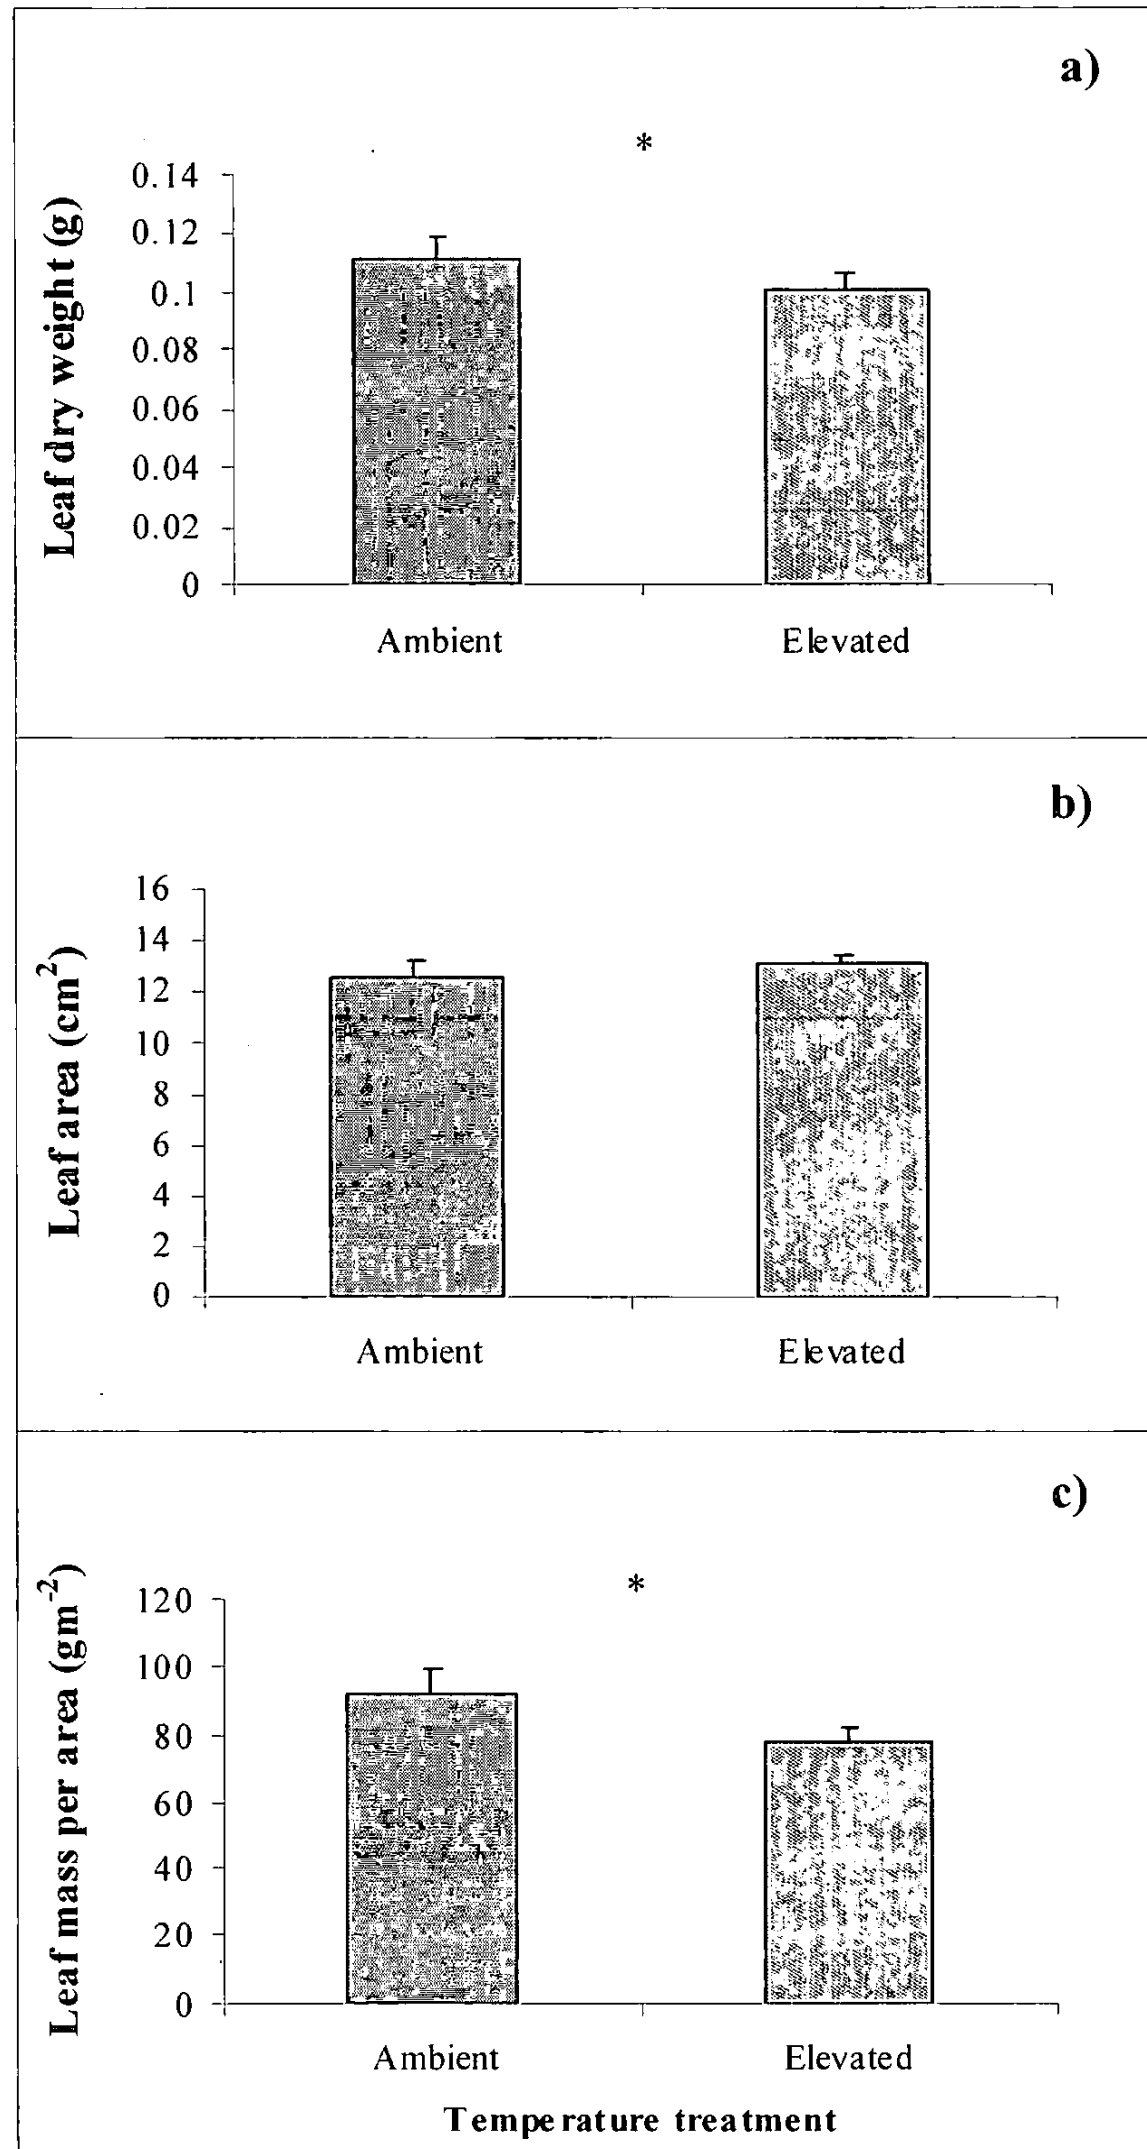 a)
*
Leaf dry weight (g)
0.14
0.12
0.1
0.08
0.06
0.04
0.02
0
Ambient Elevated
b)
Leaf area (cm²)
16
14
12
10
8
6
4
2
0
Ambient Elevated
c)
*
Leaf mass per area (gm⁻²)
120
100
80
60
40
20
0
Ambient Elevated
Temperature treatment